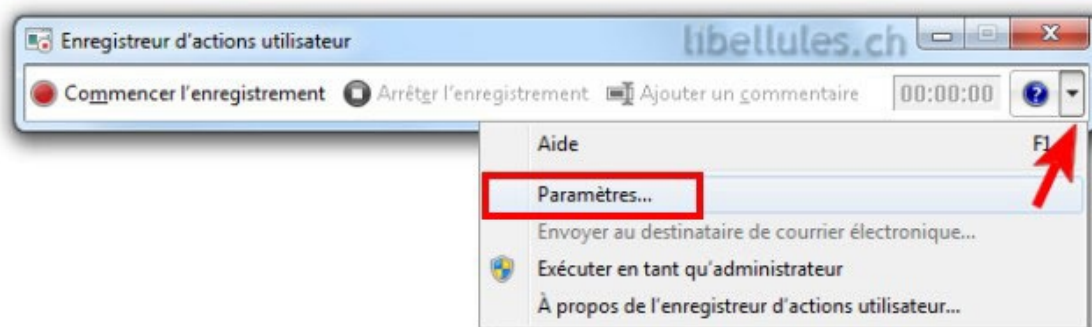 Enregistreur d'actions utilisateur
libellules.ch
Commencer l'enregistrement Arrêter l'enregistrement Ajouter un commentaire 00:00:00
Aide F1
Paramètres...
Envoyer au destinataire de courrier électronique...
Exécuter en tant qu'administrateur
À propos de l'enregistreur d'actions utilisateur...